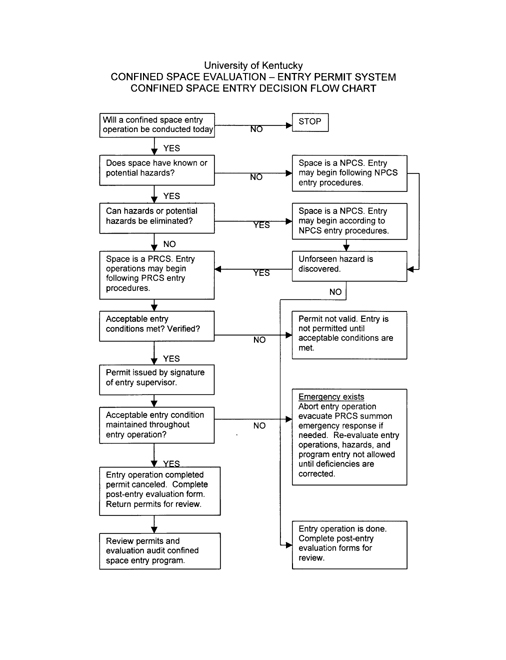 University of Kentucky
CONFINED SPACE EVALUATION – ENTRY PERMIT SYSTEM
CONFINED SPACE ENTRY DECISION FLOW CHART
Will a confined space entry
operation be conducted today
NO
STOP
YES
Does space have known or
potential hazards?
NO
Space is a NPCS. Entry
may begin following NPCS
entry procedures.
YES
Can hazards or potential
hazards be eliminated?
YES
Space is a NPCS. Entry
may begin according to
NPCS entry procedures.
NO
Space is a PRCS. Entry
operations may begin
following PRCS entry
procedures.
YES
Unforseen hazard is
discovered.
NO
Acceptable entry
conditions met? Verified?
NO
Permit not valid. Entry is
not permitted until
acceptable conditions are
met.
YES
Permit issued by signature
of entry supervisor.
Acceptable entry condition
maintained throughout
entry operation?
NO
Emergency exists
Abort entry operation
evacuate PRCS summon
emergency response if
needed. Re-evaluate entry
operations, hazards, and
program entry not allowed
until deficiencies are
corrected.
YES
Entry operation completed
permit canceled. Complete
post-entry evaluation form.
Return permits for review.
Entry operation is done.
Complete post-entry
evaluation forms for
review.
Review permits and
evaluation audit confined
space entry program.